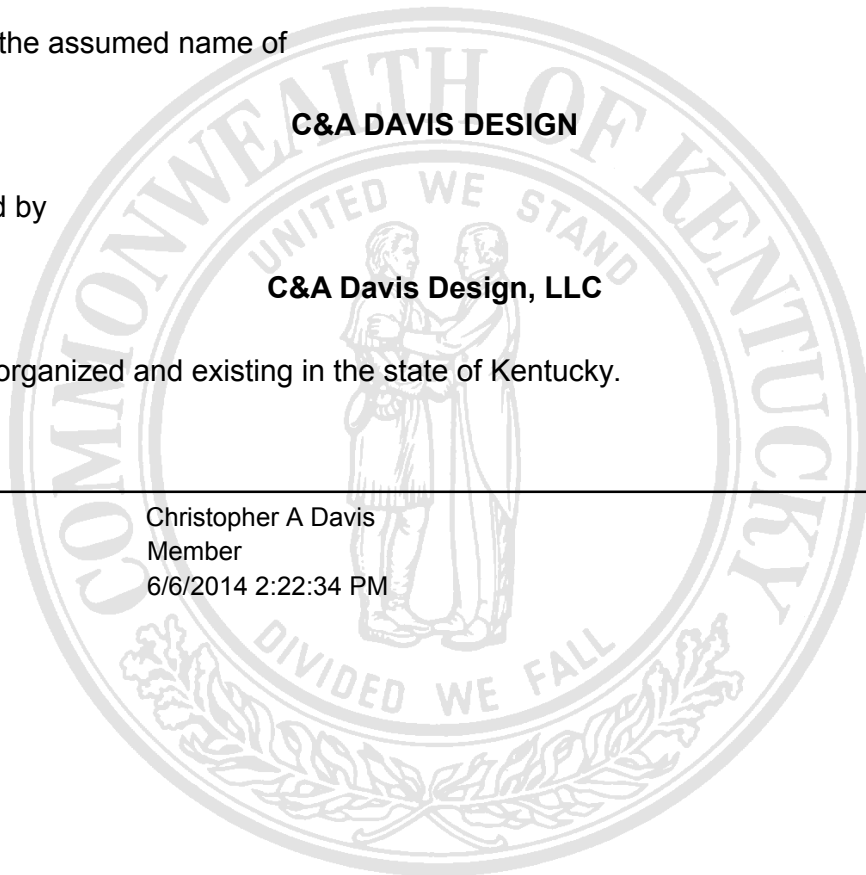 the assumed name of
C&A DAVIS DESIGN
d by
C&A Davis Design, LLC
organized and existing in the state of Kentucky.
Christopher A Davis
Member
6/6/2014 2:22:34 PM
COMMONWEALTH OF KENTUCKY
UNITED WE STAND
DIVIDED WE FALL